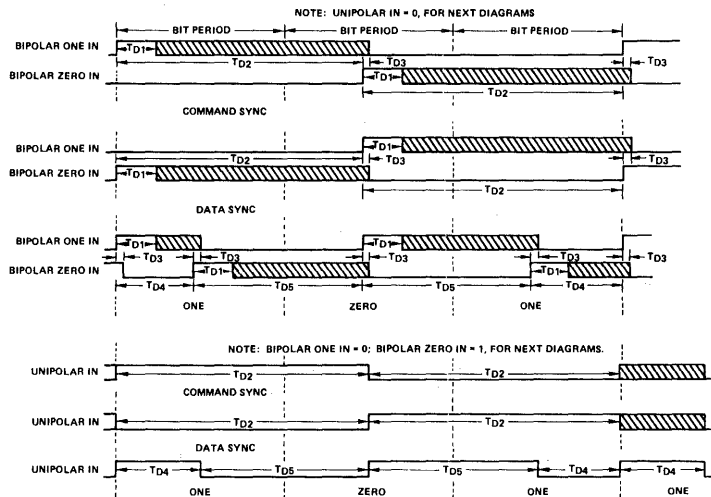 NOTE: UNIPOLAR IN = 0, FOR NEXT DIAGRAMS
BIT PERIOD BIT PERIOD BIT PERIOD
BIPOLAR ONE IN TD1
TD2 TD3 TD3
BIPOLAR ZERO IN TD1
TD2
COMMAND SYNC
BIPOLAR ONE IN TD1
TD2 TD3 TD3
BIPOLAR ZERO IN TD1
TD2
DATA SYNC
BIPOLAR ONE IN TD1 TD1
TD3 TD3 TD3 TD3 TD3
BIPOLAR ZERO IN TD1 TD1
TD4 TD5 TD5 TD4
ONE ZERO ONE
NOTE: BIPOLAR ONE IN = 0; BIPOLAR ZERO IN = 1, FOR NEXT DIAGRAMS.
UNIPOLAR IN TD2 TD2
COMMAND SYNC
UNIPOLAR IN TD2 TD2
DATA SYNC
UNIPOLAR IN TD4 TD5 TD5 TD4 TD4
ONE ZERO ONE ONE